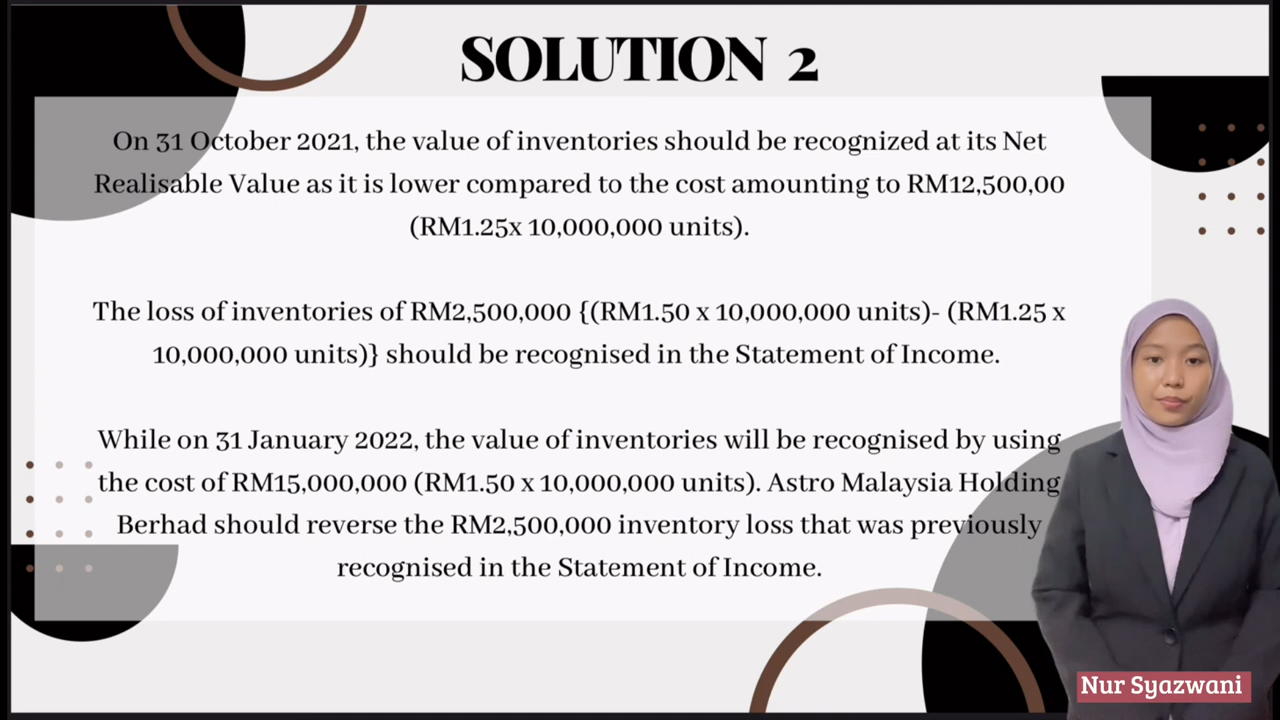 SOLUTION 2
On 31 October 2021, the value of inventories should be recognized at its Net
Realisable Value as it is lower compared to the cost amounting to RM12,500,00
(RM1.25x 10,000,000 units).
The loss of inventories of RM2,500,000 {(RM1.50 x 10,000,000 units)- (RM1.25 x
10,000,000 units)} should be recognised in the Statement of Income.
While on 31 January 2022, the value of inventories will be recognised by using
the cost of RM15,000,000 (RM1.50 x 10,000,000 units). Astro Malaysia Holding
Berhad should reverse the RM2,500,000 inventory loss that was previously
recognised in the Statement of Income.
Nur Syazwani